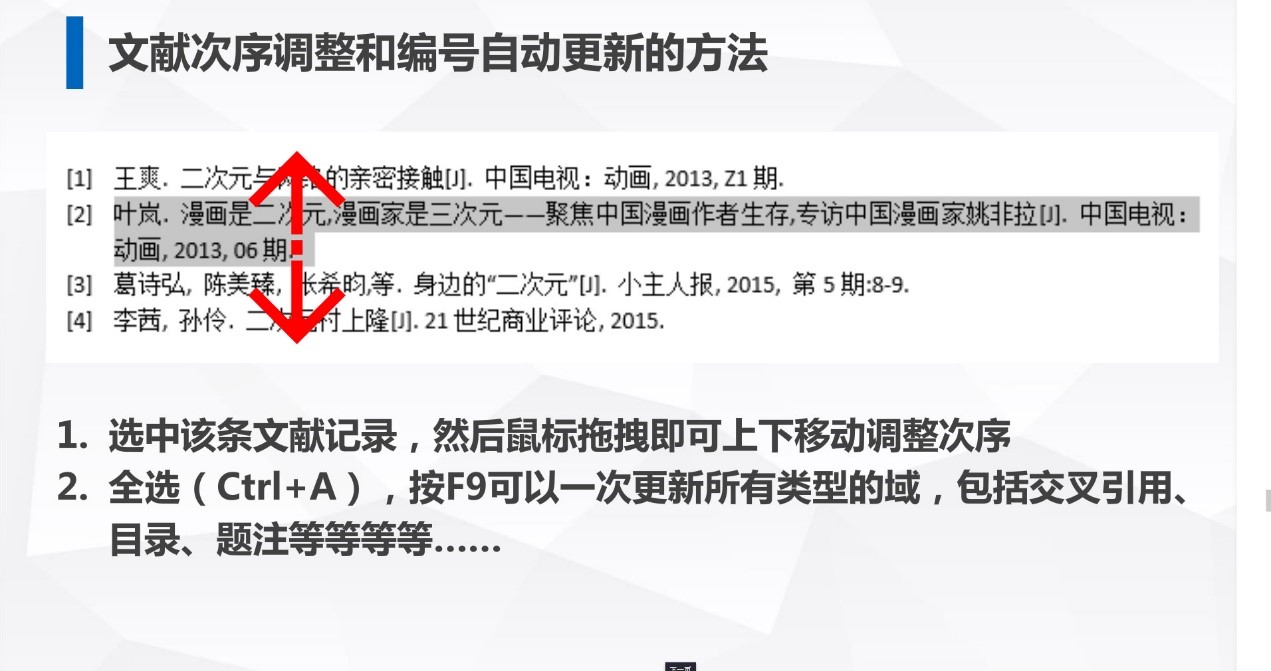 文献次序调整和编号自动更新的方法
[1] 王爽. 二次元与的亲密接触[J]. 中国电视：动画, 2013, Z1 期.
[2] 叶岚. 漫画是二次元,漫画家是三次元——聚焦中国漫画作者生存,专访中国漫画家姚非拉[J]. 中国电视：
动画, 2013, 06 期.
[3] 葛诗弘, 陈美臻, 张希昀,等. 身边的“二次元”[J]. 小主人报, 2015, 第 5 期:8-9.
[4] 李茜, 孙伶. 二次元村上隆[J]. 21 世纪商业评论, 2015.
1. 选中该条文献记录，然后鼠标拖拽即可上下移动调整次序
2. 全选（Ctrl+A），按F9可以一次更新所有类型的域，包括交叉引用、
目录、题注等等等等……
下一页